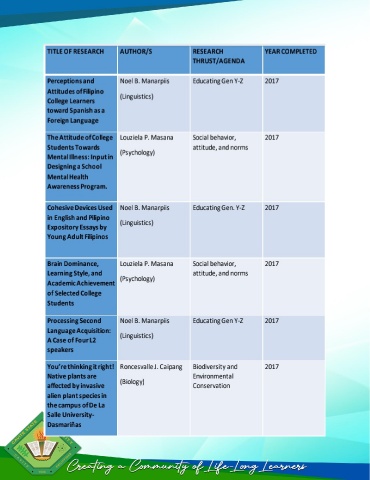 TITLE OF RESEARCH AUTHOR/S RESEARCH YEAR COMPLETED
THRUST/AGENDA
Perceptions and Noel B. Manarpiis Educating Gen Y-Z 2017
Attitudes of Filipino
College Learners (Linguistics)
toward Spanish as a
Foreign Language
The Attitude of College Louziela P. Masana Social behavior, 2017
Students Towards attitude, and norms
Mental Illness: Input in (Psychology)
Designing a School
Mental Health
Awareness Program.
Cohesive Devices Used Noel B. Manarpiis Educating Gen. Y-Z 2017
in English and Pilipino
Expository Essays by (Linguistics)
Young Adult Filipinos
Brain Dominance, Louziela P. Masana Social behavior, 2017
Learning Style, and attitude, and norms
Academic Achievement (Psychology)
of Selected College
Students
Processing Second Noel B. Manarpiis Educating Gen Y-Z 2017
Language Acquisition:
A Case of Four L2 (Linguistics)
speakers
You're thinking it right! Roncesvalle J. Caipang Biodiversity and 2017
Native plants are Environmental
affected by invasive (Biology) Conservation
alien plant species in
the campus of De La
Salle University-
Dasmariñas
Creating a Community of Life-Long Learners